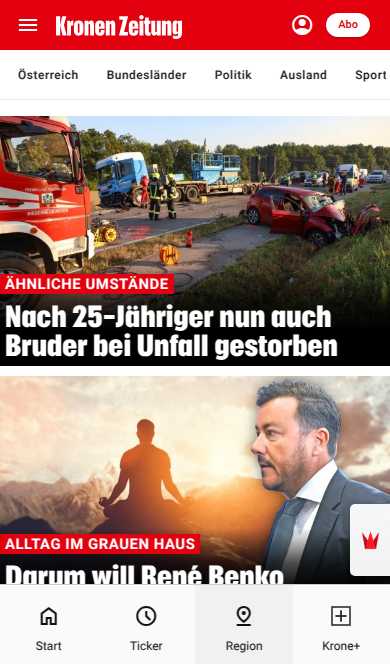 Kronen Zeitung
Abo
Österreich Bundesländer Politik Ausland Sport
ÄHNLICHE UMSTÄNDE
Nach 25-Jähriger nun auch
Bruder bei Unfall gestorben
ALLTAG IM GRAUEN HAUS
Darum will René Benko
Start Ticker Region Krone+